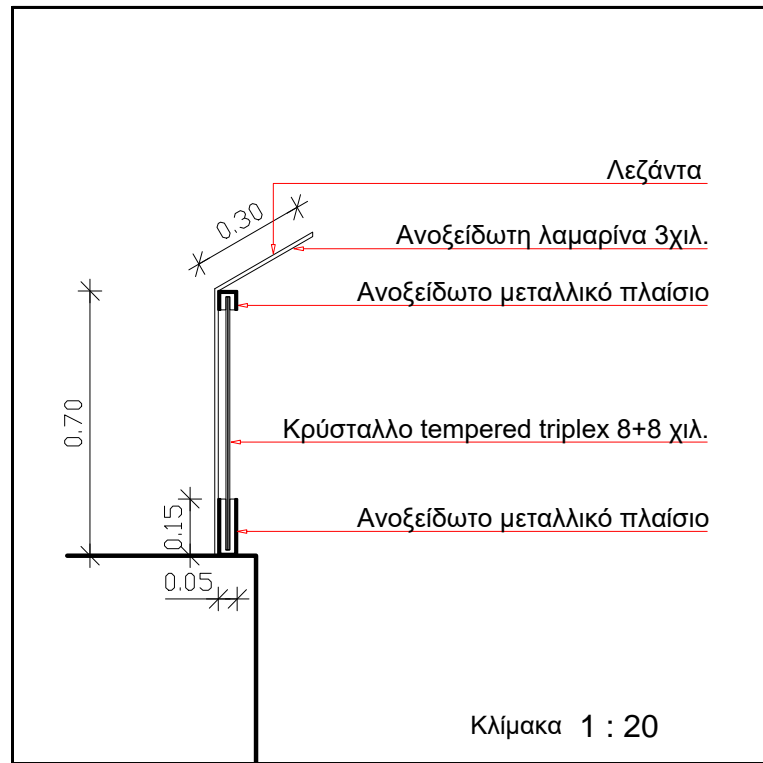 Λεζάντα
0.30
Ανοξείδωτη λαμαρίνα 3χιλ.
Ανοξείδωτο μεταλλικό πλαίσιο
0.70
Κρύσταλλο tempered triplex 8+8 χιλ.
0.15
Ανοξείδωτο μεταλλικό πλαίσιο
0.05
Κλίμακα 1 : 20